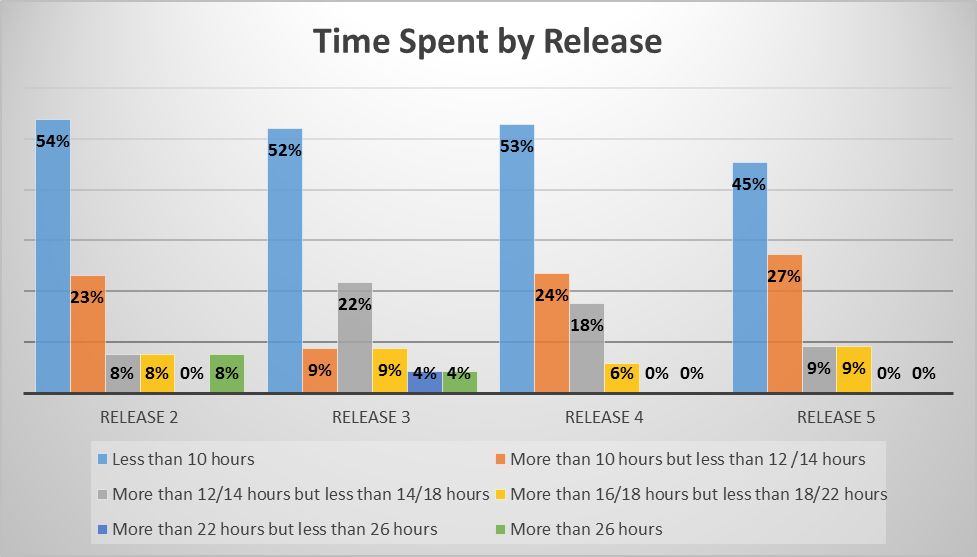 Time Spent by Release
54% 23% 8% 8% 0% 8%
52% 9% 22% 9% 4% 4%
53% 24% 18% 6% 0% 0%
45% 27% 9% 9% 0% 0%
RELEASE 2 RELEASE 3 RELEASE 4 RELEASE 5
Less than 10 hours More than 10 hours but less than 12 /14 hours
More than 12/14 hours but less than 14/18 hours More than 16/18 hours but less than 18/22 hours
More than 22 hours but less than 26 hours More than 26 hours